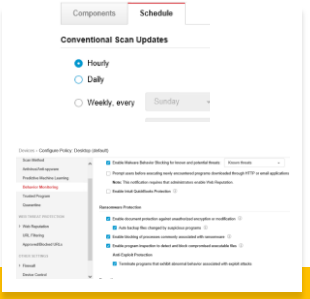 Components Schedule
Conventional Scan Updates
Hourly
Daily
Weekly, every Sunday
Devices > Configure Policy: Desktop (default)
Scan Method
Enable Malware Behavior Blocking for known and potential threats: Known threats
Antivirus/Anti-spyware
Prompt users before executing newly encountered programs downloaded through HTTP or email applications
Predictive Machine Learning
Note: This notification requires that administrators enable Web Reputation.
Behavior Monitoring
Enable Intuit QuickBooks Protection
Trusted Program
Quarantine
Ransomware Protection
Web Reputation
Enable document protection against unauthorized encryption or modification
URL Filtering
Auto backup files changed by suspicious programs
Approved/Blocked URLs
Enable blocking of processes commonly associated with ransomware
Enable program inspection to detect and block compromised executable files
Firewall
Anti-Exploit Protection
Device Control
Terminate programs that exhibit abnormal behavior associated with exploit attacks